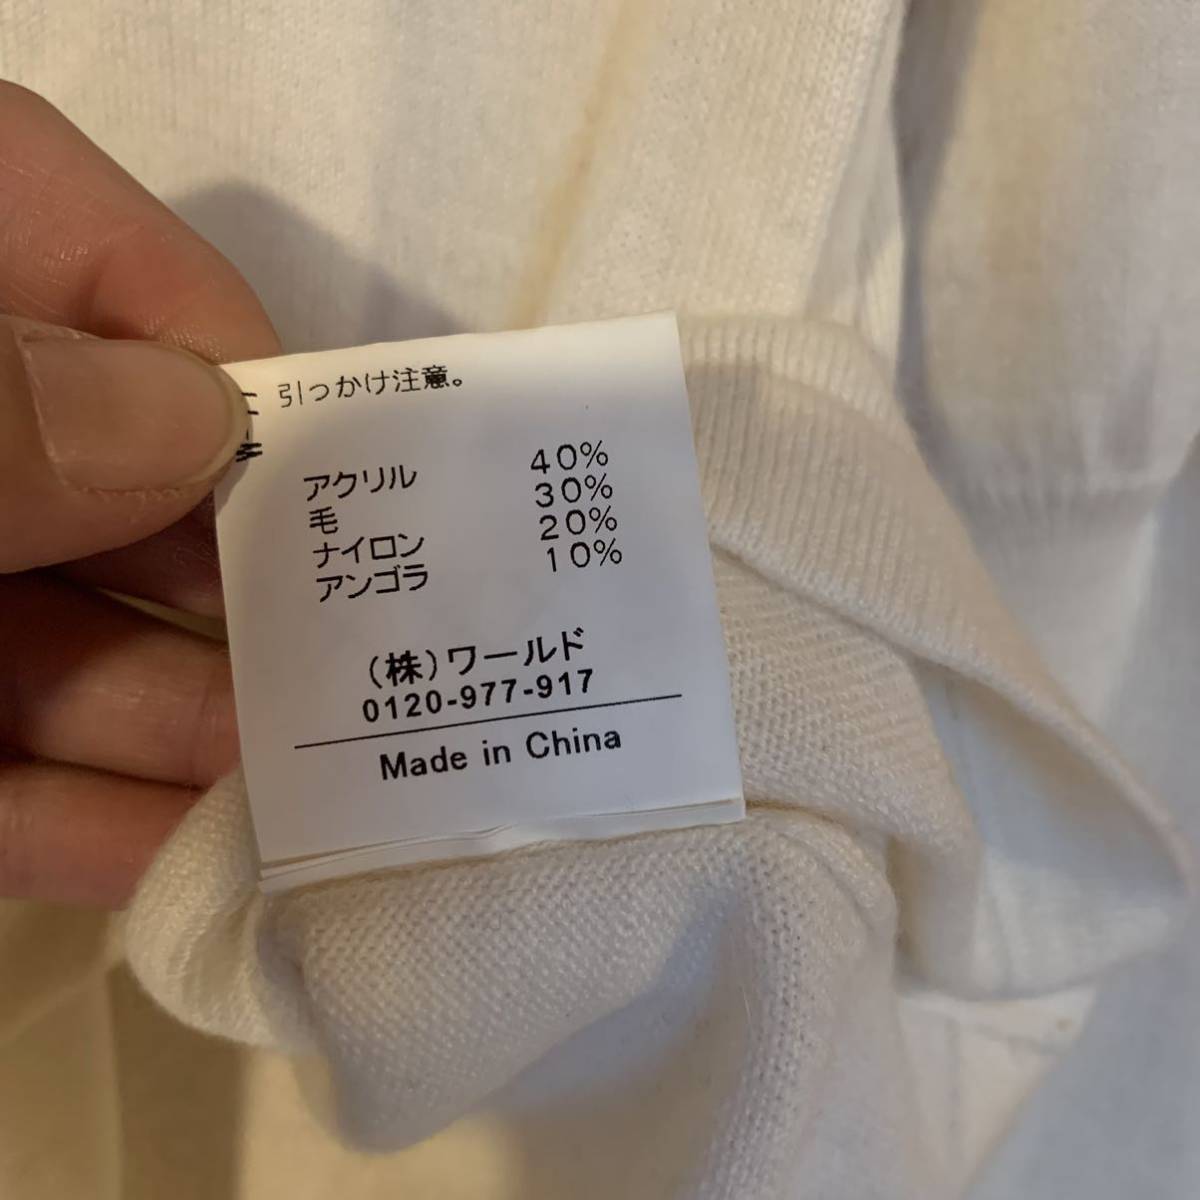 引っかけ注意。
アクリル 40%
毛 30%
ナイロン 20%
アンゴラ 10%
(株)ワールド
0120-977-917
Made in China